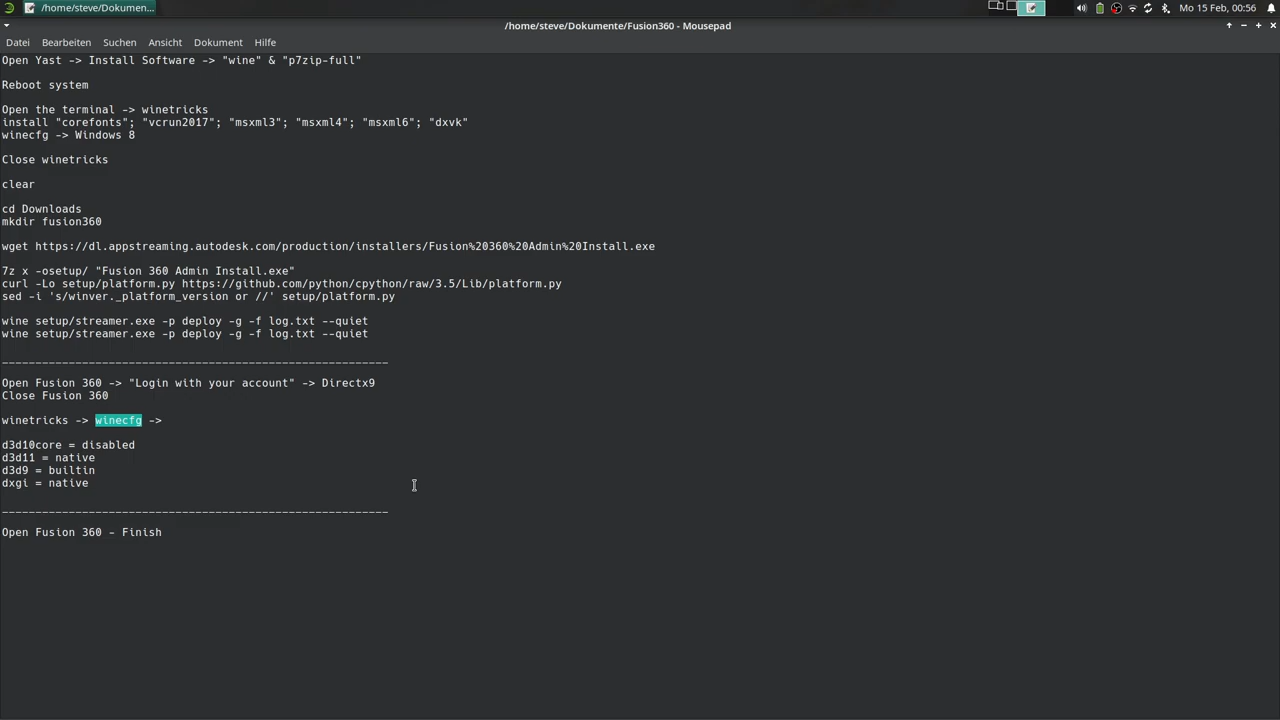 /home/steve/Dokumen...
Mo 15 Feb, 00:56
/home/steve/Dokumente/Fusion360 - Mousepad
Datei Bearbeiten Suchen Ansicht Dokument Hilfe
Open Yast -> Install Software -> "wine" & "p7zip-full"
Reboot system
Open the terminal -> winetricks
install "corefonts"; "vcrun2017"; "msxml3"; "msxml4"; "msxml6"; "dxvk"
winecfg -> Windows 8
Close winetricks
clear
cd Downloads
mkdir fusion360
wget https://dl.appstreaming.autodesk.com/production/installers/Fusion%20360%20Admin%20Install.exe
7z x -osetup/ "Fusion 360 Admin Install.exe"
curl -Lo setup/platform.py https://github.com/python/cpython/raw/3.5/Lib/platform.py
sed -i 's/winver._platform_version or //' setup/platform.py
wine setup/streamer.exe -p deploy -g -f log.txt --quiet
wine setup/streamer.exe -p deploy -g -f log.txt --quiet
__________________________________________________________
Open Fusion 360 -> "Login with your account" -> Directx9
Close Fusion 360
winetricks -> winecfg ->
d3d10core = disabled
d3d11 = native
d3d9 = builtin
dxgi = native
__________________________________________________________
Open Fusion 360 - Finish